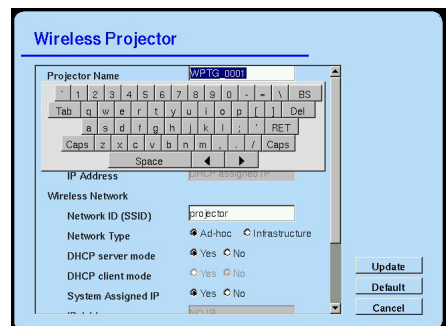 Wireless Projector
Projector Name WPTG_0001
` 1 2 3 4 5 6 7 8 9 0 - = \ BS
Tab q w e r t y u i o p [ ] Del
a s d f g h j k l ; ' RET
Caps z x c v b n m , . / Caps
Space
IP Address DHCP assigned IP
Wireless Network
Network ID (SSID) projector
Network Type Ad-hoc Infrastructure
DHCP server mode Yes No
DHCP client mode Yes No
System Assigned IP Yes No
Update
Default
Cancel